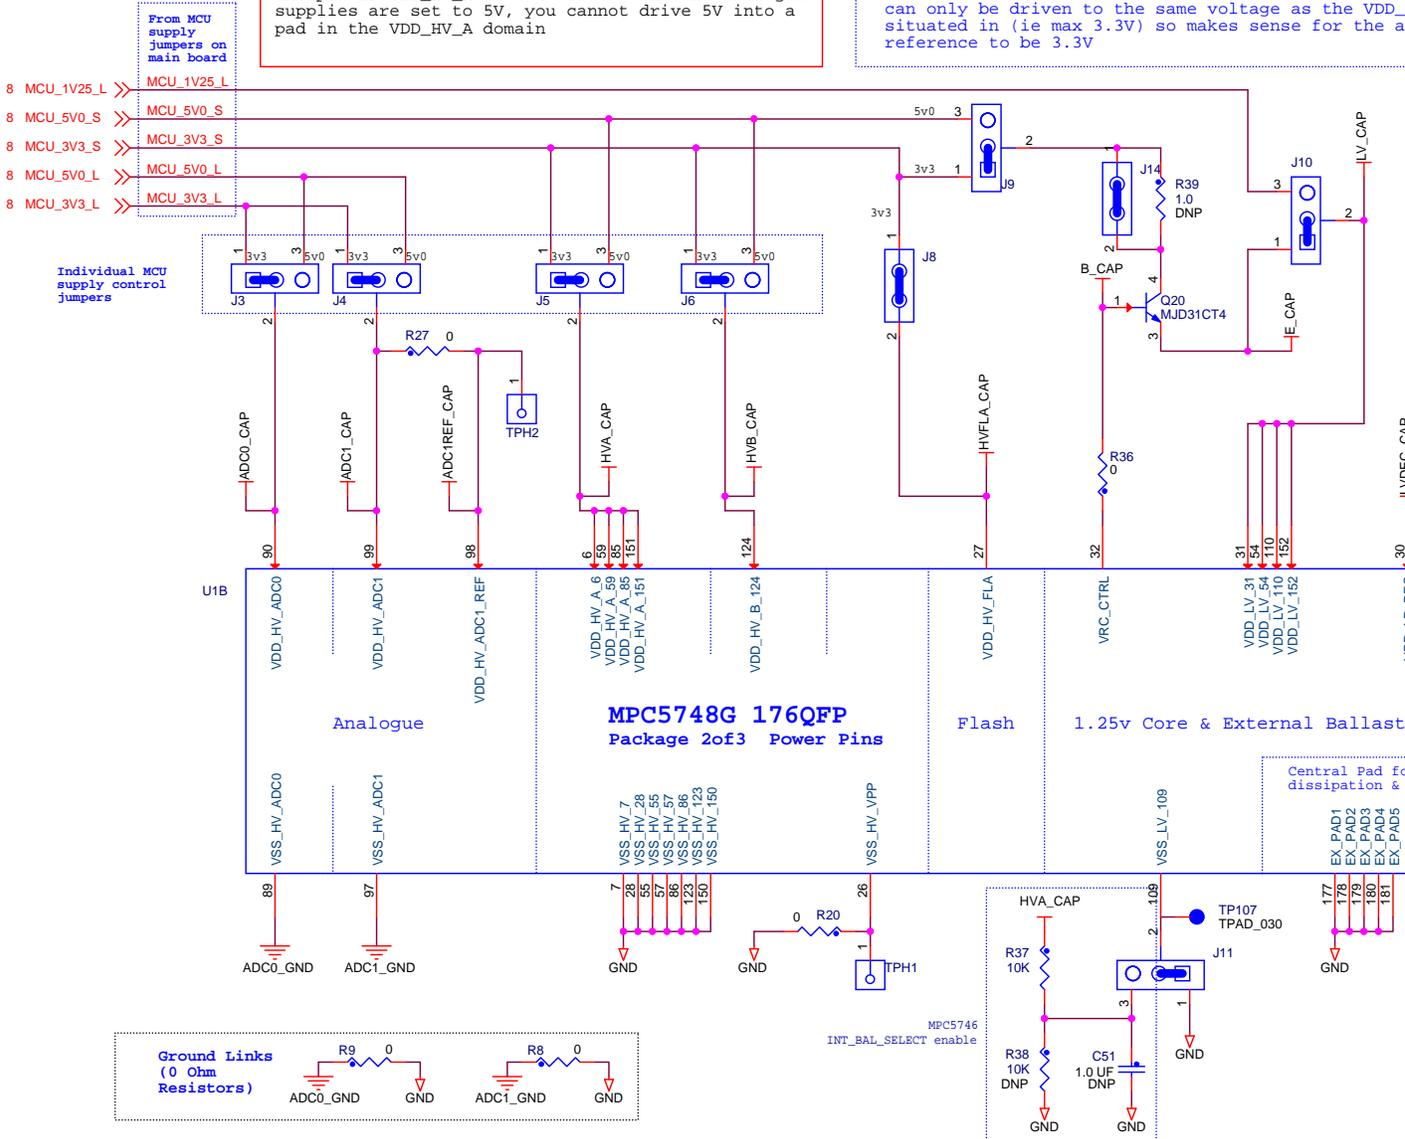 From MCU
supply
jumpers on
main board
supplies are set to 5V, you cannot drive 5V into a
pad in the VDD_HV_A domain
can only be driven to the same voltage as the VDD_
situated in (ie max 3.3V) so makes sense for the a
reference to be 3.3V
8 MCU_1V25_L MCU_1V25_L
8 MCU_5V0_S MCU_5V0_S
8 MCU_3V3_S MCU_3V3_S
8 MCU_5V0_L MCU_5V0_L
8 MCU_3V3_L MCU_3V3_L
5v0 3
3v3 1
2
J9
3v3
1
J8
2
1
J14
2
R39
1.0
DNP
J10
3
2
1
LV_CAP
Individual MCU
supply control
jumpers
1 3v3 3 5v0
J3
2
1 3v3 3 5v0
J4
2
1 3v3 3 5v0
J5
2
1 3v3 3 5v0
J6
2
B_CAP
4
1
Q20
MJD31CT4
3
E_CAP
R27 0
1
TPH2
ADC0_CAP
ADC1_CAP
ADC1REF_CAP
HVA_CAP
HVB_CAP
HVFLA_CAP
R36
0
90
99
98
6
59
85
151
124
27
32
31
54
110
152
30
U1B
VDD_HV_ADC0
VDD_HV_ADC1
VDD_HV_ADC1_REF
VDD_HV_A_6
VDD_HV_A_59
VDD_HV_A_85
VDD_HV_A_151
VDD_HV_B_124
VDD_HV_FLA
VRC_CTRL
VDD_LV_31
VDD_LV_54
VDD_LV_110
VDD_LV_152
Analogue
MPC5748G 176QFP
Package 2of3 Power Pins
Flash
1.25v Core & External Ballast
Central Pad fo
dissipation &
VSS_HV_ADC0
VSS_HV_ADC1
VSS_HV_7
VSS_HV_28
VSS_HV_55
VSS_HV_57
VSS_HV_86
VSS_HV_123
VSS_HV_150
VSS_HV_VPP
VSS_LV_109
EX_PAD1
EX_PAD2
EX_PAD3
EX_PAD4
EX_PAD5
89
97
7
28
55
57
86
123
150
26
109
177
178
179
180
181
ADC0_GND
ADC1_GND
GND
GND
0 R20
1
TPH1
HVA_CAP
R37
10K
2
TP107
TPAD_030
J11
3
1
GND
GND
MPC5746
INT_BAL_SELECT enable
R38
10K
DNP
C51
1.0 UF
DNP
GND
GND
Ground Links
(0 Ohm
Resistors)
R9 0
ADC0_GND GND
R8 0
ADC1_GND GND